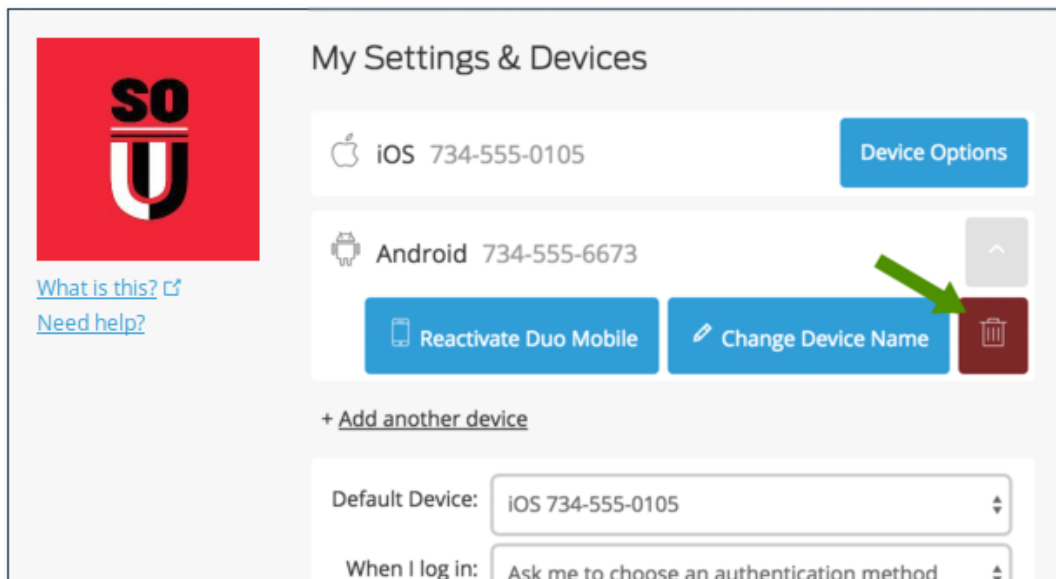 SO
U
My Settings & Devices
iOS 734-555-0105
Device Options
Android 734-555-6673
What is this?
Need help?
Reactivate Duo Mobile
Change Device Name
+ Add another device
Default Device:
iOS 734-555-0105
When I log in:
Ask me to choose an authentication method